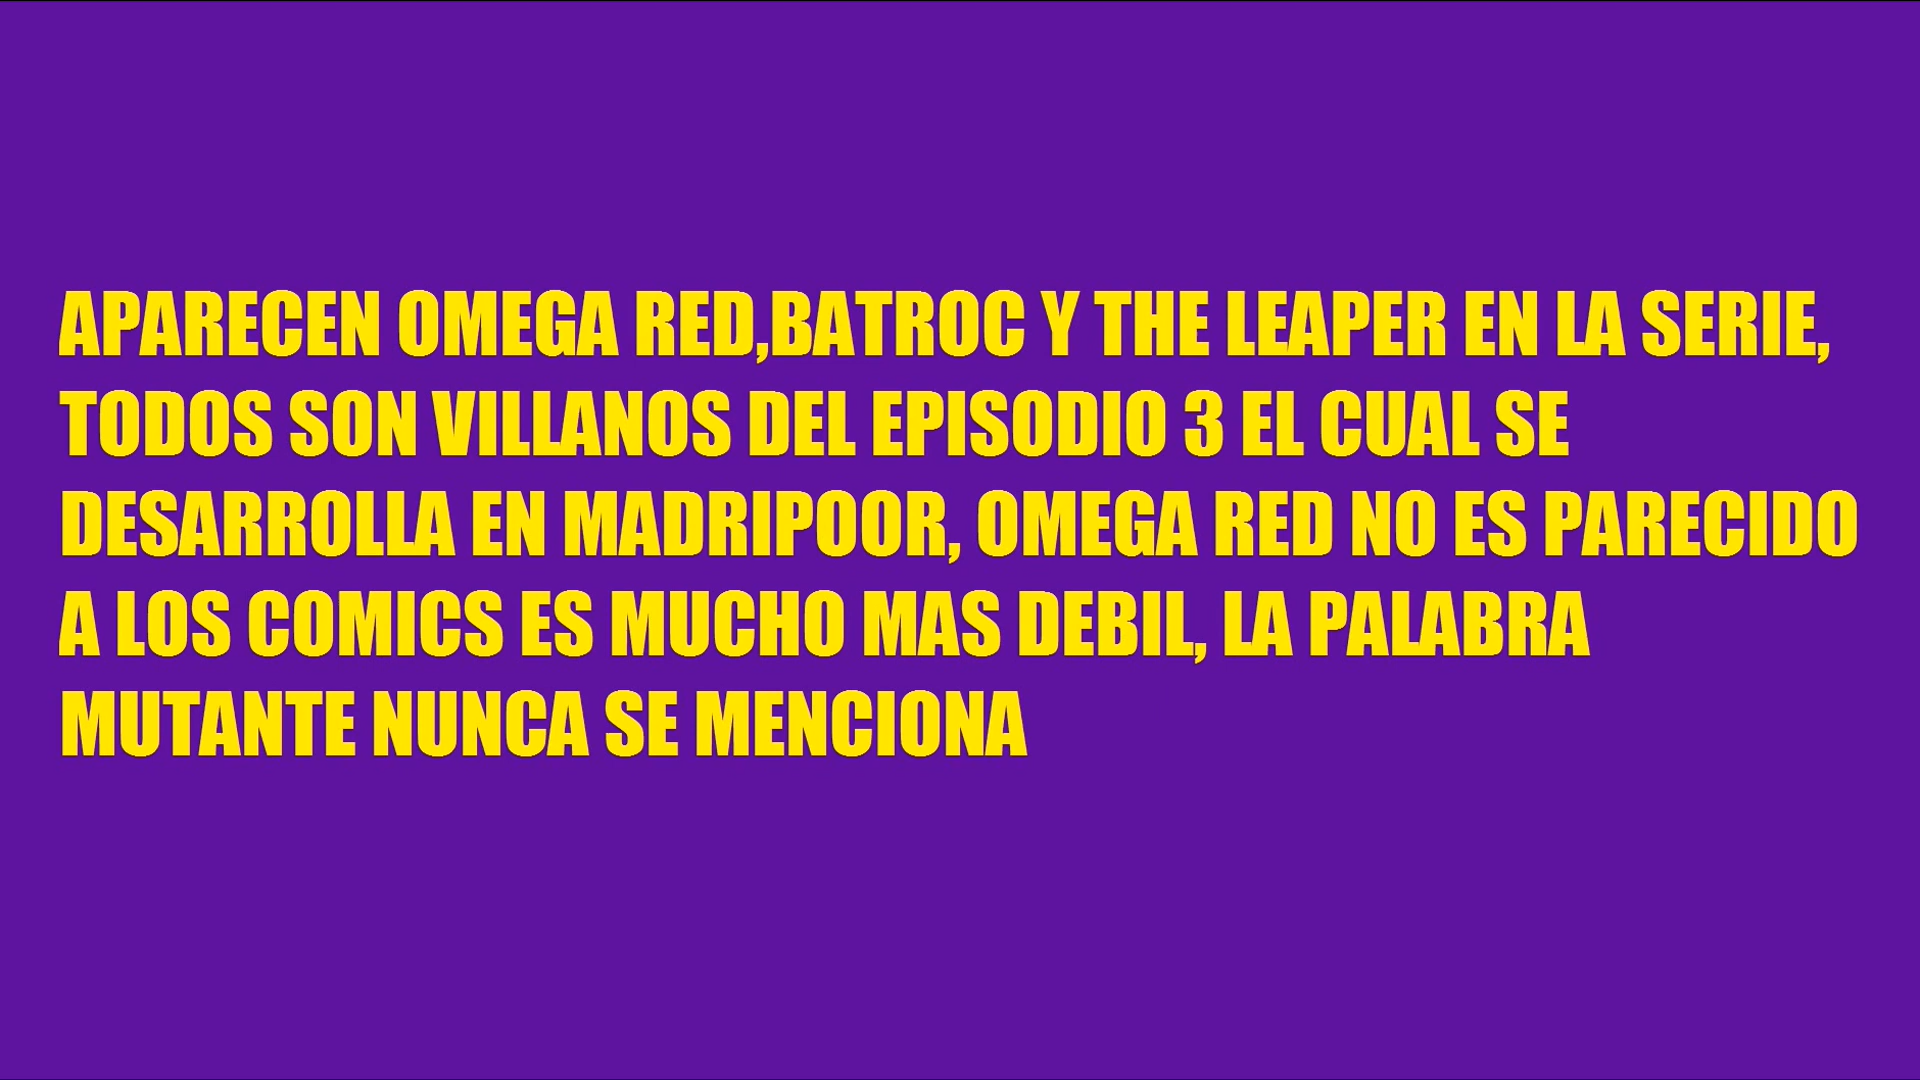 APARECEN OMEGA RED,BATROC Y THE LEAPER EN LA SERIE,
TODOS SON VILLANOS DEL EPISODIO 3 EL CUAL SE
DESARROLLA EN MADRIPOOR, OMEGA RED NO ES PARECIDO
A LOS COMICS ES MUCHO MAS DEBIL, LA PALABRA
MUTANTE NUNCA SE MENCIONA